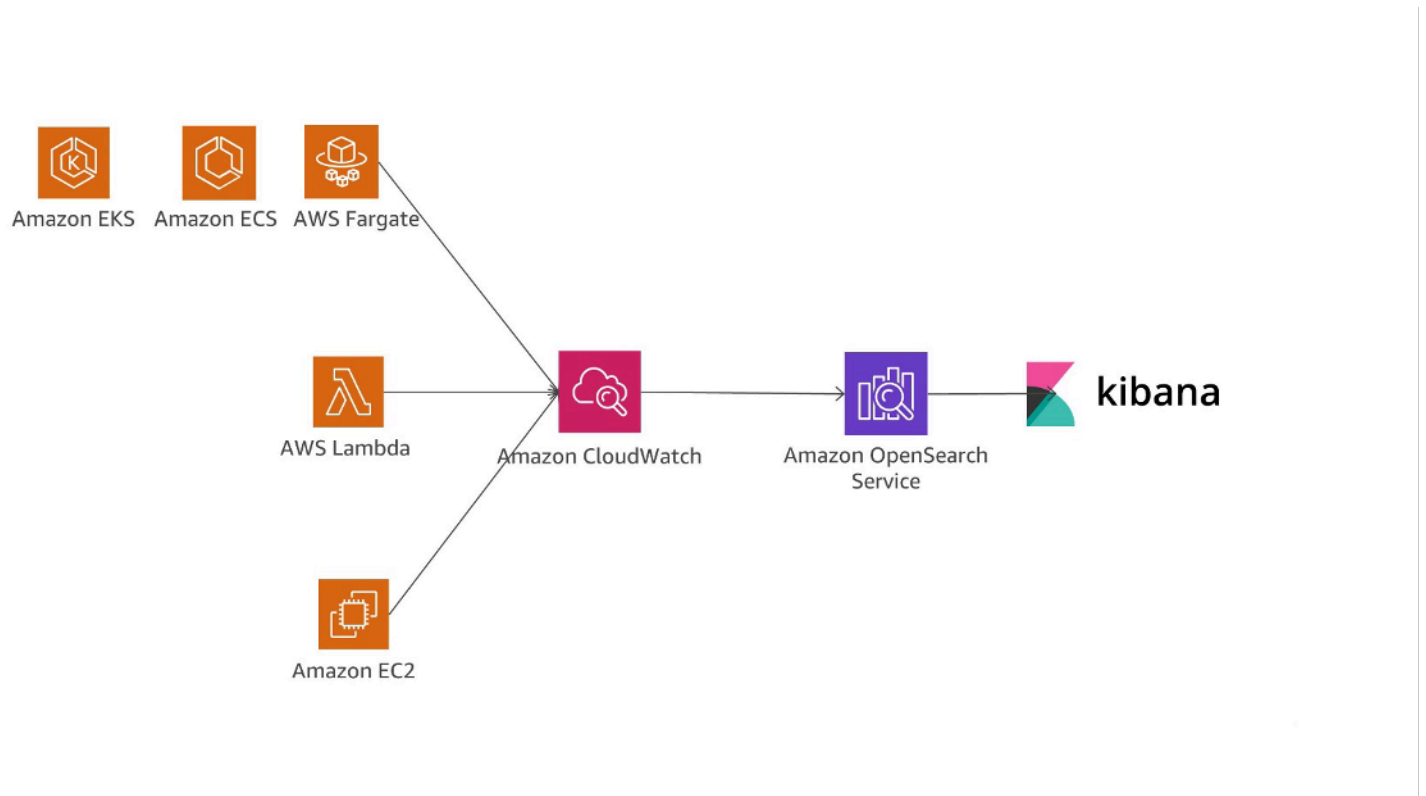 Amazon EKS
Amazon ECS
AWS Fargate
AWS Lambda
Amazon CloudWatch
Amazon OpenSearch
Service
kibana
Amazon EC2